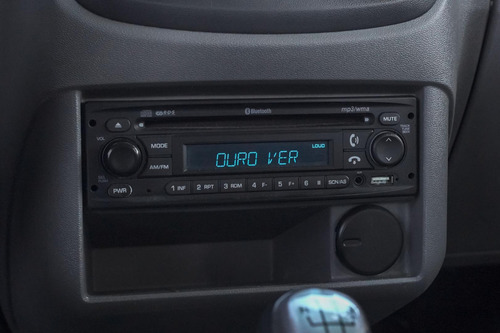 Bluetooth
mp3/wma
MUTE
VOL
MODE
LOUD
OURO VER
AM/FM
PWR
1 INF
2 RPT
3 RDM
4 F-
5 F+
6
SCN/AS